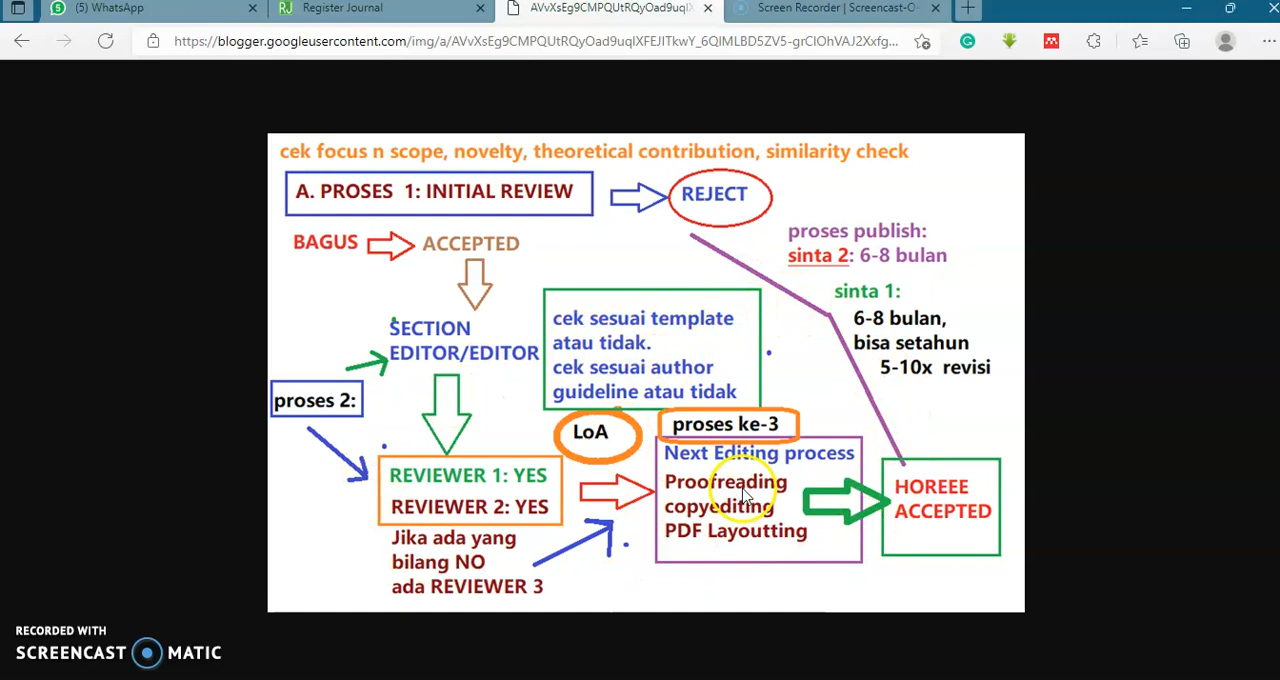 (5) WhatsApp
RJ Register Journal
AVvXsEg9CMPQUtRQyOad9uqlX
Screen Recorder | Screencast-O-
https://blogger.googleusercontent.com/img/a/AVvXsEg9CMPQUtRQyOad9uqlXFEJITkwY_6QlMLBD5ZV5-grClOhVAJ2Xxfg...
cek focus n scope, novelty, theoretical contribution, similarity check
A. PROSES 1: INITIAL REVIEW
REJECT
BAGUS
ACCEPTED
proses publish:
sinta 2: 6-8 bulan
sinta 1:
6-8 bulan,
bisa setahun
5-10x revisi
SECTION
EDITOR/EDITOR
cek sesuai template
atau tidak.
cek sesuai author
guideline atau tidak
proses 2:
LoA
proses ke-3
REVIEWER 1: YES
REVIEWER 2: YES
Next Editing process
Proofreading
copyediting
PDF Layoutting
HOREEE
ACCEPTED
Jika ada yang
bilang NO
ada REVIEWER 3
RECORDED WITH
SCREENCAST MATIC